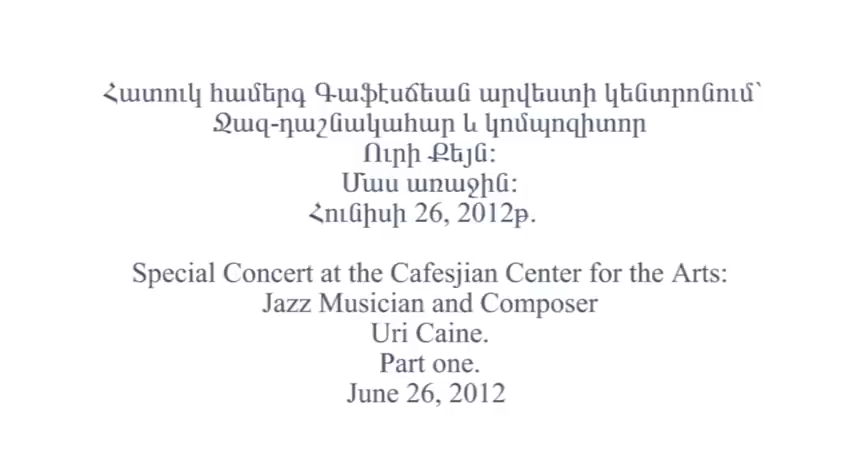 Հատուկ համերգ Գաֆէսճեան արվեստի կենտրոնում՝
Ջազ-դաշնակահար և կոմպոզիտոր
Ուրի Քեյն:
Մաս առաջին:
Հունիսի 26, 2012թ.
Special Concert at the Cafesjian Center for the Arts:
Jazz Musician and Composer
Uri Caine.
Part one.
June 26, 2012